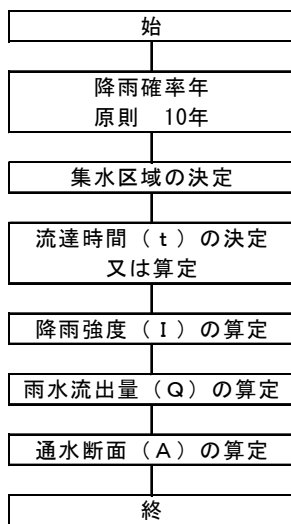 始
降雨確率年
原則　10年
集水区域の決定
流達時間（ｔ）の決定
又は算定
降雨強度（Ｉ）の算定
雨水流出量（Ｑ）の算定
通水断面（Ａ）の算定
終